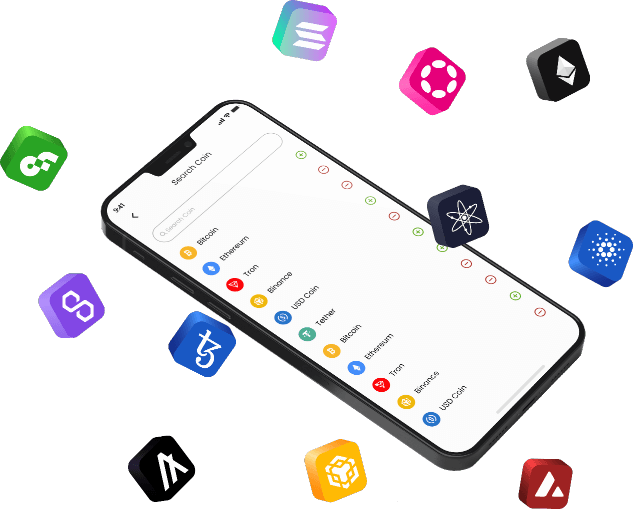 9:41
Search Coin
Search Coin
Bitcoin
Ethereum
Tron
Binance
USD Coin
Tether
Bitcoin
Ethereum
Tron
Binance
USD Coin